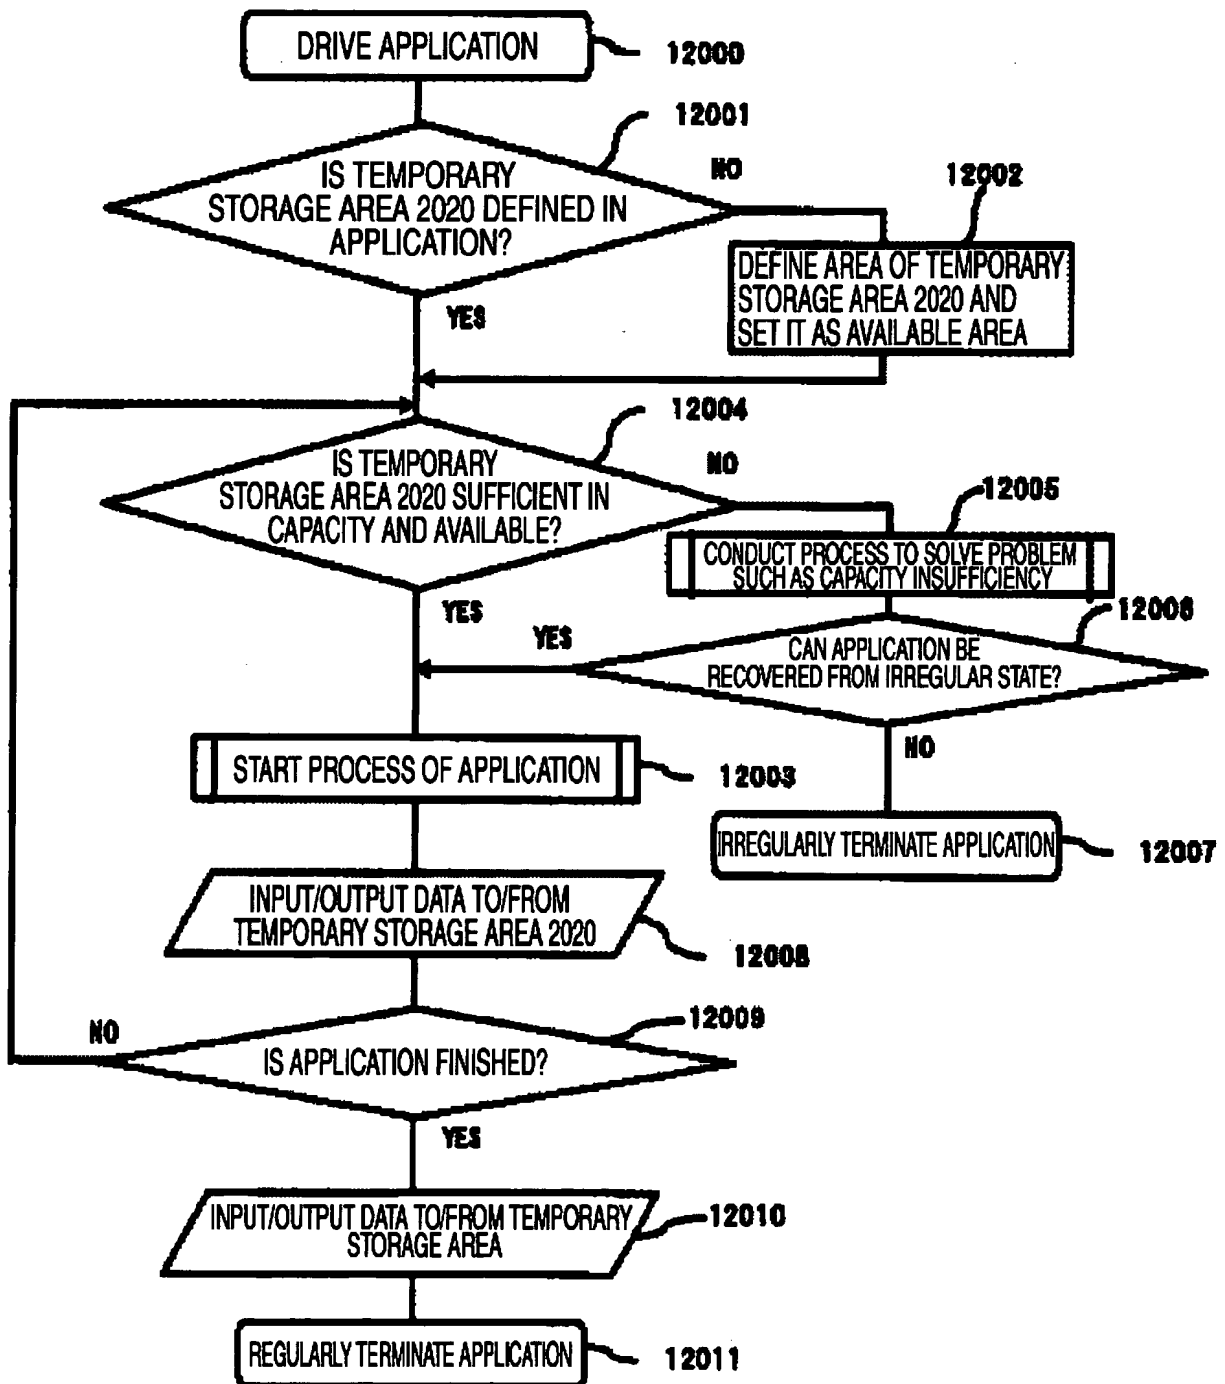 DRIVE APPLICATION
12000
12001
IS TEMPORARY
STORAGE AREA 2020 DEFINED IN
APPLICATION?
NO
12002
DEFINE AREA OF TEMPORARY
STORAGE AREA 2020 AND
SET IT AS AVAILABLE AREA
YES
12004
IS TEMPORARY
STORAGE AREA 2020 SUFFICIENT IN
CAPACITY AND AVAILABLE?
NO
12005
CONDUCT PROCESS TO SOLVE PROBLEM
SUCH AS CAPACITY INSUFFICIENCY
YES
12006
YES
CAN APPLICATION BE
RECOVERED FROM IRREGULAR STATE?
NO
START PROCESS OF APPLICATION
12003
IRREGULARLY TERMINATE APPLICATION
12007
INPUT/OUTPUT DATA TO/FROM
TEMPORARY STORAGE AREA 2020
12008
12009
NO
IS APPLICATION FINISHED?
YES
INPUT/OUTPUT DATA TO/FROM TEMPORARY
STORAGE AREA
12010
REGULARLY TERMINATE APPLICATION
12011